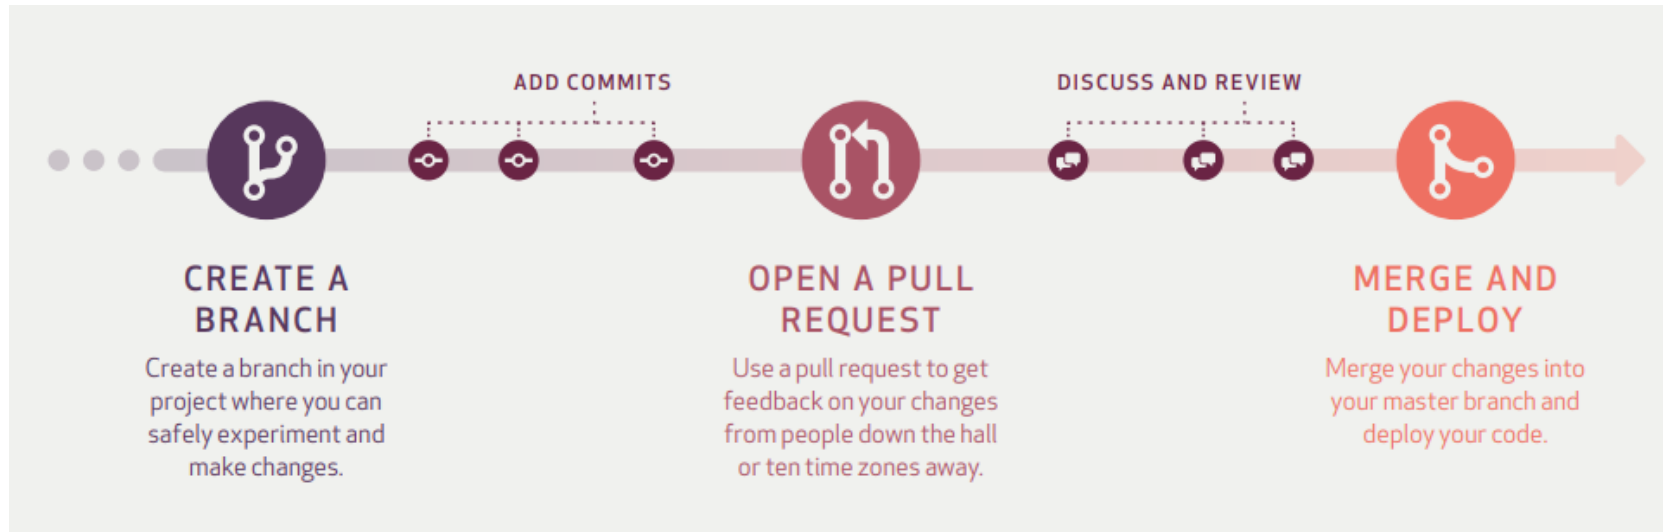 ADD COMMITS
DISCUSS AND REVIEW
CREATE A
BRANCH
Create a branch in your
project where you can
safely experiment and
make changes.
OPEN A PULL
REQUEST
Use a pull request to get
feedback on your changes
from people down the hall
or ten time zones away.
MERGE AND
DEPLOY
Merge your changes into
your master branch and
deploy your code.